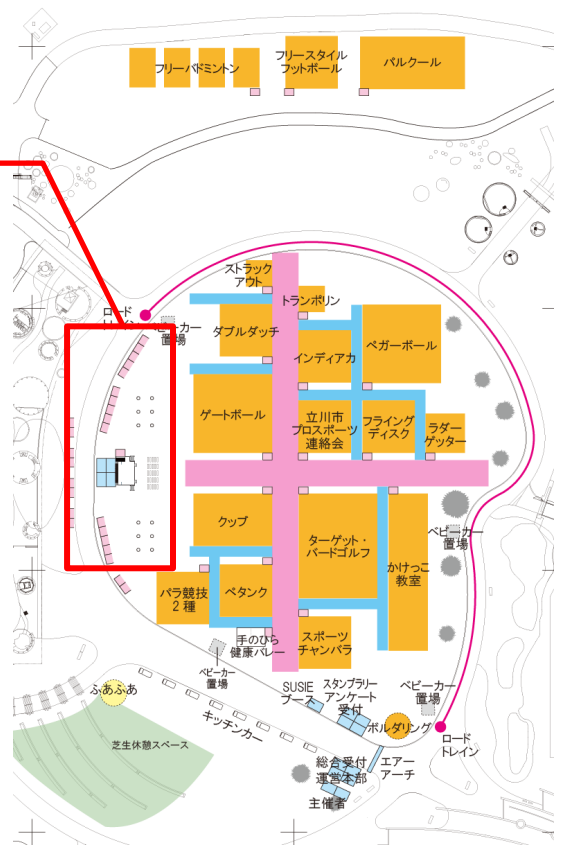 フリーバドミントン
フリースタイル
フットボール
パルクール
ストラック
アウト
トランポリン
ロード
トレイン
ベビーカー
置場
ダブルダッチ
インディアカ
ペガーボール
ゲートボール
立川市
プロスポーツ
連絡会
フライング
ディスク
ラダー
ゲッター
クッブ
ターゲット・
バードゴルフ
ベビーカー
置場
かけっこ
教室
パラ競技
2種
ペタンク
手のひら
健康バレー
スポーツ
チャンバラ
ベビーカー
置場
ふあふあ
SUSIE
ブース
スタンプラリー
アンケート
受付
ベビーカー
置場
キッチンカー
ボルダリング
ロード
トレイン
芝生休憩スペース
総合受付
運営本部
エアー
アーチ
主催者